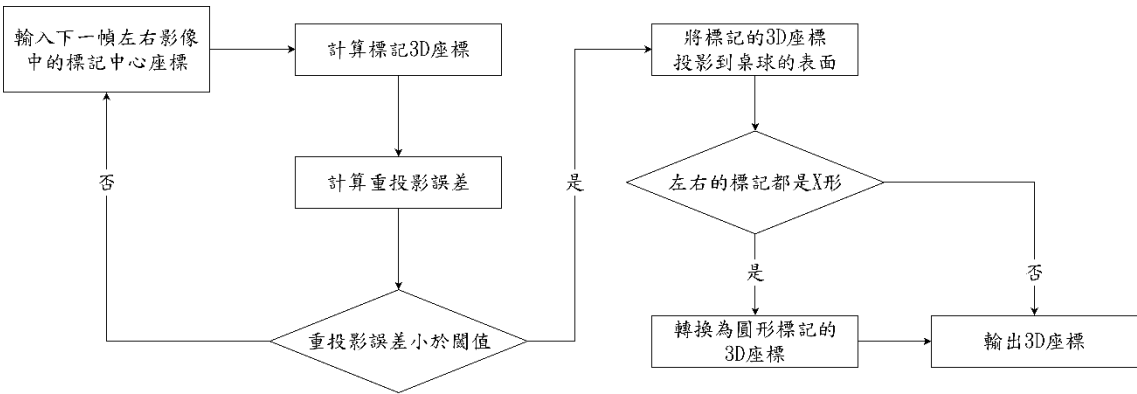 輸入下一幀左右影像
中的標記中心座標
計算標記3D座標
計算重投影誤差
重投影誤差小於閾值
否
是
將標記的3D座標
投影到桌球的表面
左右的標記都是X形
是
否
轉換為圓形標記的
3D座標
輸出3D座標